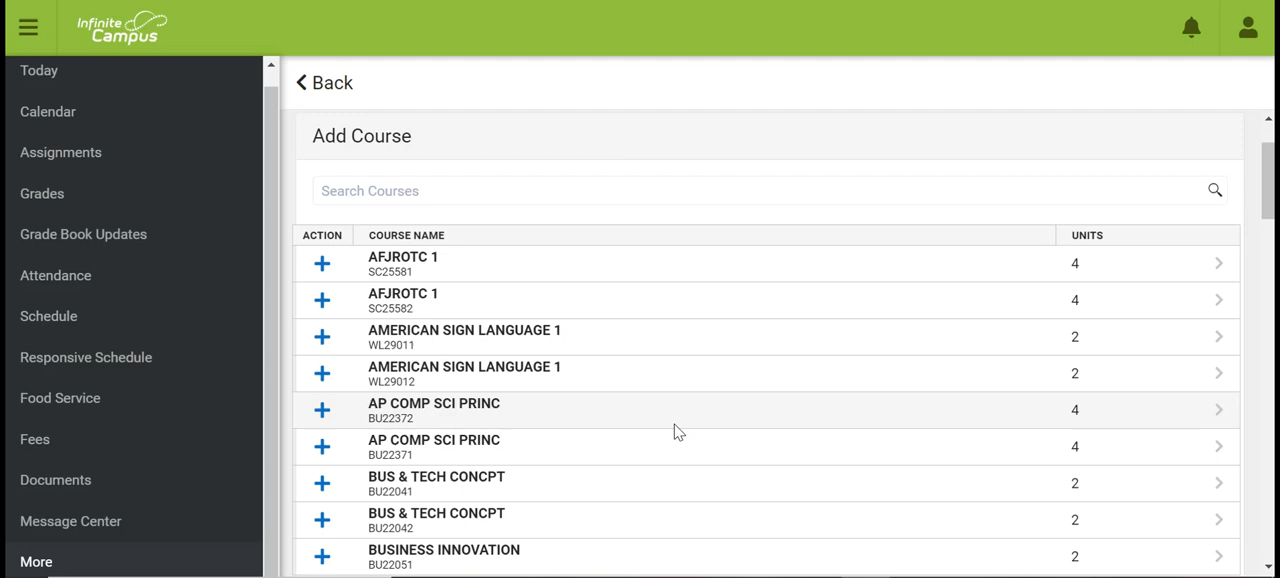 Infinite
Campus
Today
Calendar
Assignments
Grades
Grade Book Updates
Attendance
Schedule
Responsive Schedule
Food Service
Fees
Documents
Message Center
More
Back
Add Course
Search Courses
ACTION COURSE NAME UNITS
AFJROTC 1
SC25581
4
AFJROTC 1
SC25582
4
AMERICAN SIGN LANGUAGE 1
WL29011
2
AMERICAN SIGN LANGUAGE 1
WL29012
2
AP COMP SCI PRINC
BU22372
4
AP COMP SCI PRINC
BU22371
4
BUS & TECH CONCPT
BU22041
2
BUS & TECH CONCPT
BU22042
2
BUSINESS INNOVATION
BU22051
2